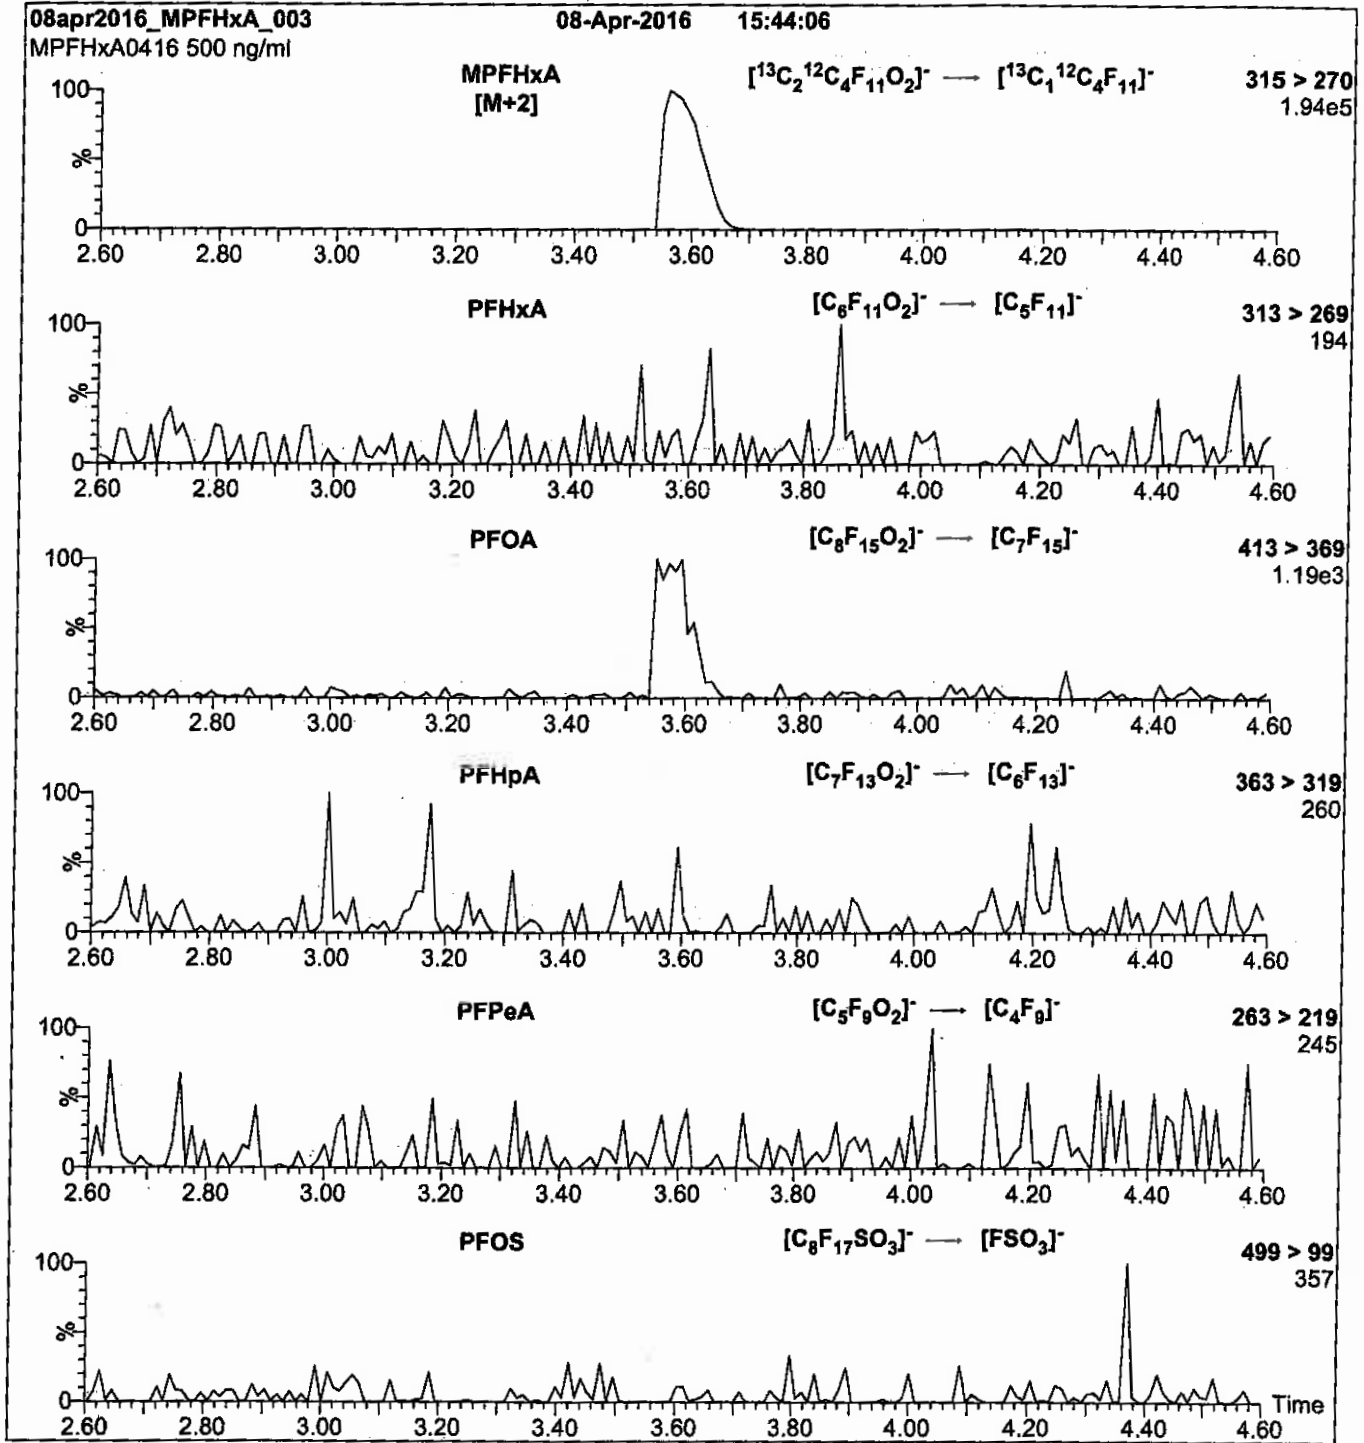 08apr2016_MPFHxA_003 08-Apr-2016 15:44:06
MPFHxA0416 500 ng/ml
MPFHxA [¹³C₂¹²C₄F₁₁O₂]⁻ → [¹³C₁¹²C₄F₁₁]⁻ 315 > 270
[M+2] 1.94e5
100
%
0
2.60 2.80 3.00 3.20 3.40 3.60 3.80 4.00 4.20 4.40 4.60
PFHxA [C₆F₁₁O₂]⁻ → [C₅F₁₁]⁻ 313 > 269
194
100
%
0
2.60 2.80 3.00 3.20 3.40 3.60 3.80 4.00 4.20 4.40 4.60
PFOA [C₈F₁₅O₂]⁻ → [C₇F₁₅]⁻ 413 > 369
1.19e3
100
%
0
2.60 2.80 3.00 3.20 3.40 3.60 3.80 4.00 4.20 4.40 4.60
PFHpA [C₇F₁₃O₂]⁻ → [C₆F₁₃]⁻ 363 > 319
260
100
%
0
2.60 2.80 3.00 3.20 3.40 3.60 3.80 4.00 4.20 4.40 4.60
PFPeA [C₅F₉O₂]⁻ → [C₄F₉]⁻ 263 > 219
245
100
%
0
2.60 2.80 3.00 3.20 3.40 3.60 3.80 4.00 4.20 4.40 4.60
PFOS [C₈F₁₇SO₃]⁻ → [FSO₃]⁻ 499 > 99
357
100
%
0 Time
2.60 2.80 3.00 3.20 3.40 3.60 3.80 4.00 4.20 4.40 4.60